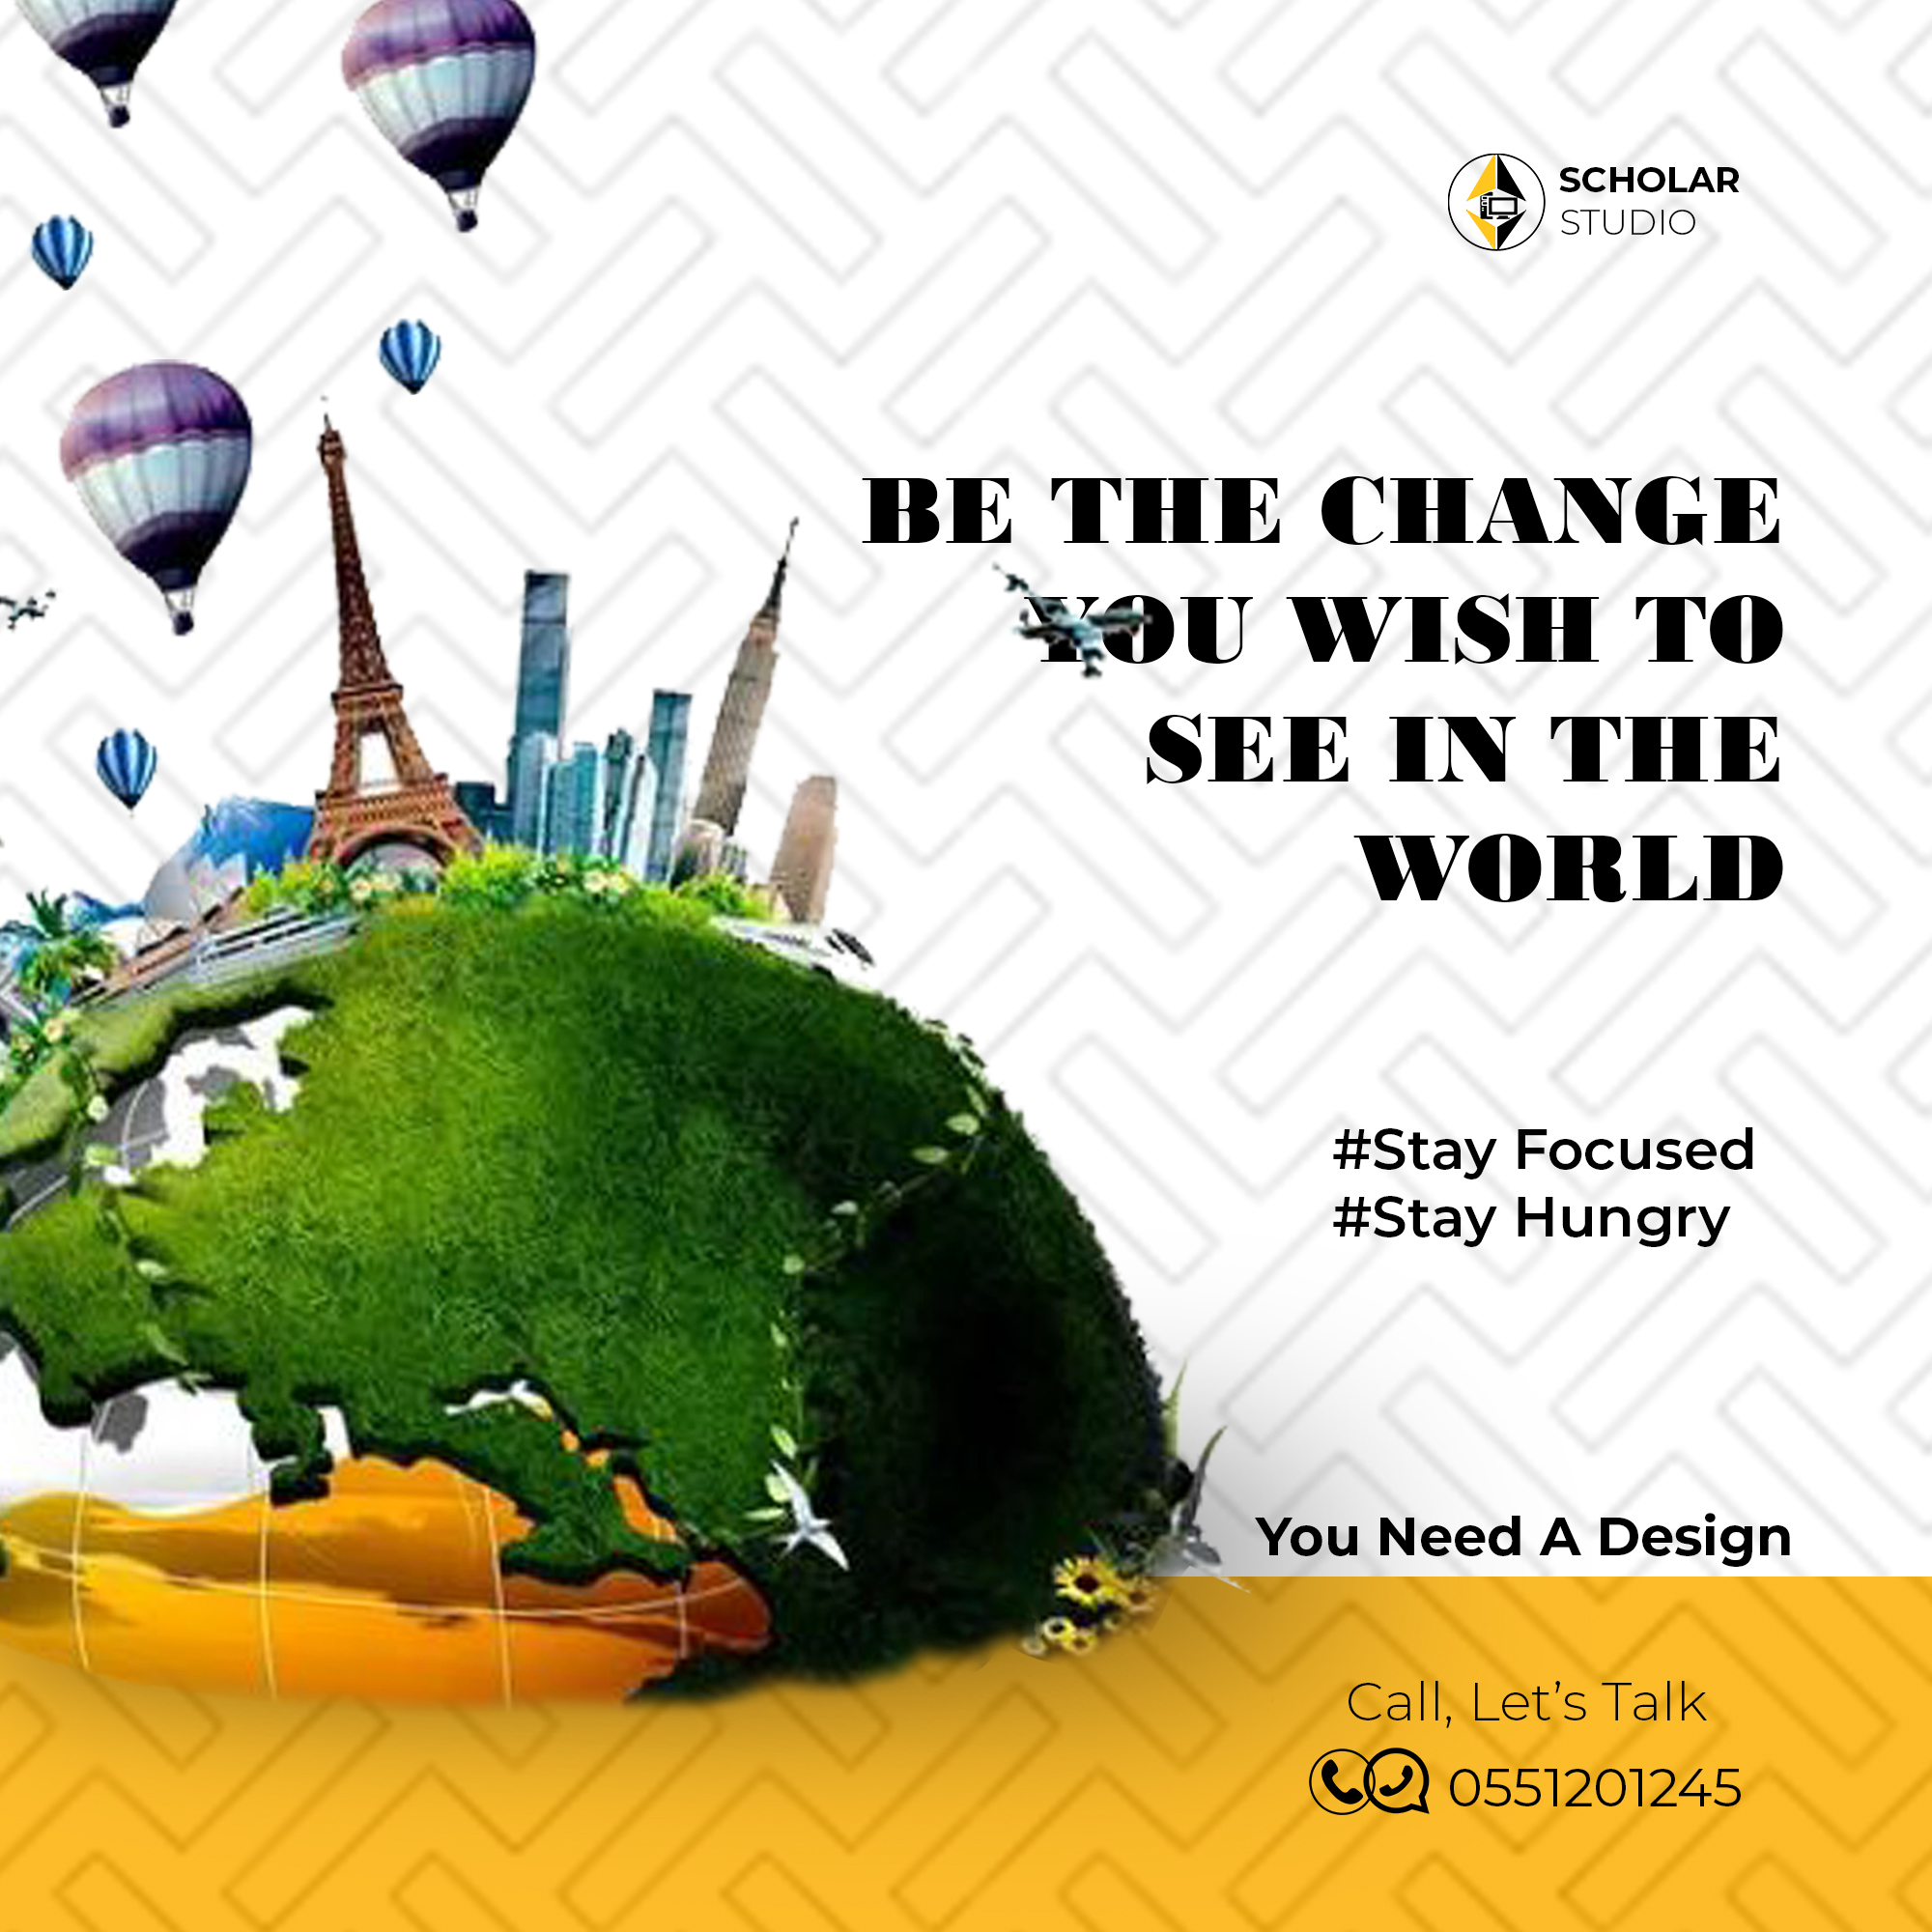 SCHOLAR
STUDIO
BE THE CHANGE
YOU WISH TO
SEE IN THE
WORLD
#Stay Focused
#Stay Hungry
You Need A Design
Call, Let’s Talk
0551201245